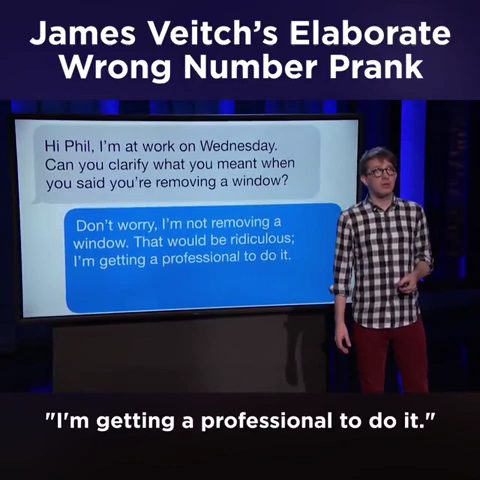 James Veitch’s Elaborate
Wrong Number Prank
Hi Phil, I’m at work on Wednesday.
Can you clarify what you meant when
you said you’re removing a window?
Don’t worry, I’m not removing a
window. That would be ridiculous;
I’m getting a professional to do it.
"I'm getting a professional to do it."